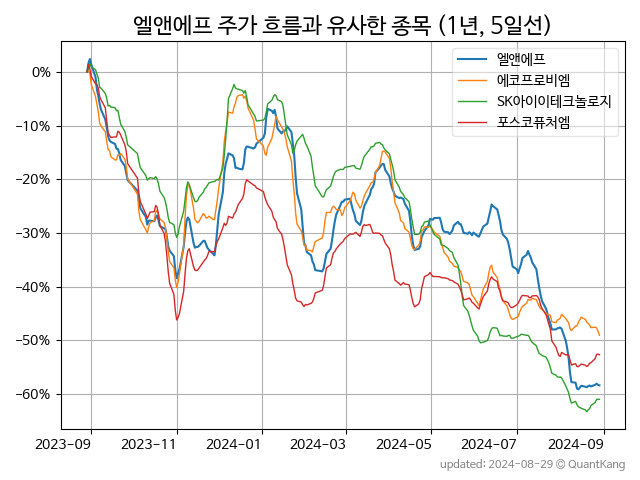 엘앤에프 주가 흐름과 유사한 종목 (1년, 5일선)
엘앤에프
에코프로비엠
SK아이이테크놀로지
포스코퓨처엠
0%
−10%
−20%
−30%
−40%
−50%
−60%
2023-09 2023-11 2024-01 2024-03 2024-05 2024-07 2024-09
updated: 2024-08-29 © QuantKang